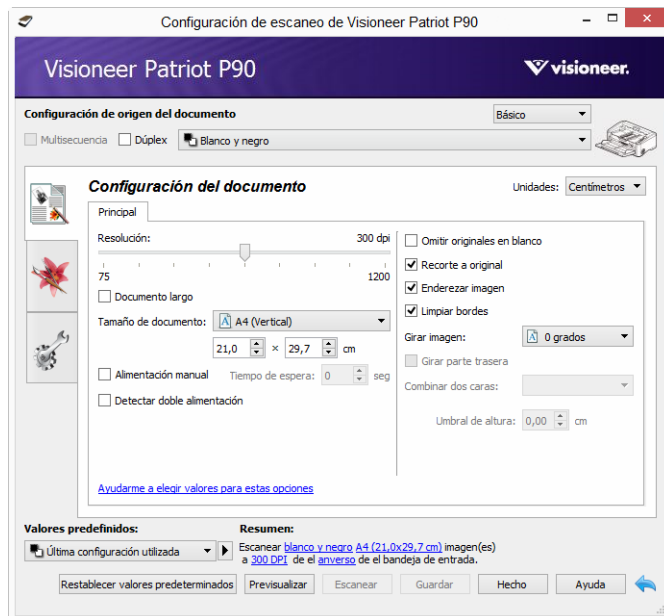 Configuración de escaneo de Visioneer Patriot P90
Visioneer Patriot P90
visioneer.
Configuración de origen del documento
Básico
Multisecuencia
Dúplex
Blanco y negro
Configuración del documento
Unidades: Centímetros
Principal
Resolución: 300 dpi
75 1200
Documento largo
Tamaño de documento: A4 (Vertical)
21,0 × 29,7 cm
Alimentación manual Tiempo de espera: 0 seg
Detectar doble alimentación
Omitir originales en blanco
Recorte a original
Enderezar imagen
Limpiar bordes
Girar imagen: 0 grados
Girar parte trasera
Combinar dos caras:
Umbral de altura: 0,00 cm
Ayudarme a elegir valores para estas opciones
Valores predefinidos:
Última configuración utilizada
Resumen:
Escanear blanco y negro A4 (21,0x29,7 cm) imagen(es)
a 300 DPI de el anverso de el bandeja de entrada.
Restablecer valores predeterminados Previsualizar Escanear Guardar Hecho Ayuda